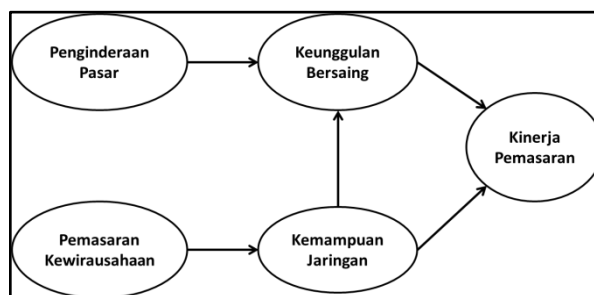 Penginderaan
Pasar
Keunggulan
Bersaing
Kinerja
Pemasaran
Pemasaran
Kewirausahaan
Kemampuan
Jaringan